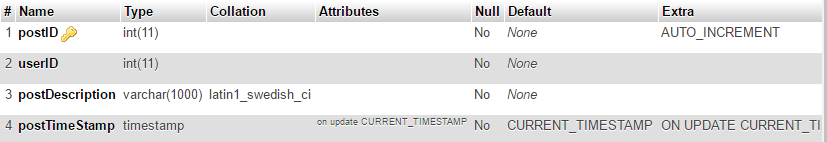 # Name Type Collation Attributes Null Default Extra
1 postID int(11) No None AUTO_INCREMENT
2 userID int(11) No None
3 postDescription varchar(1000) latin1_swedish_ci No None
4 postTimeStamp timestamp on update CURRENT_TIMESTAMP No CURRENT_TIMESTAMP ON UPDATE CURRENT_TI